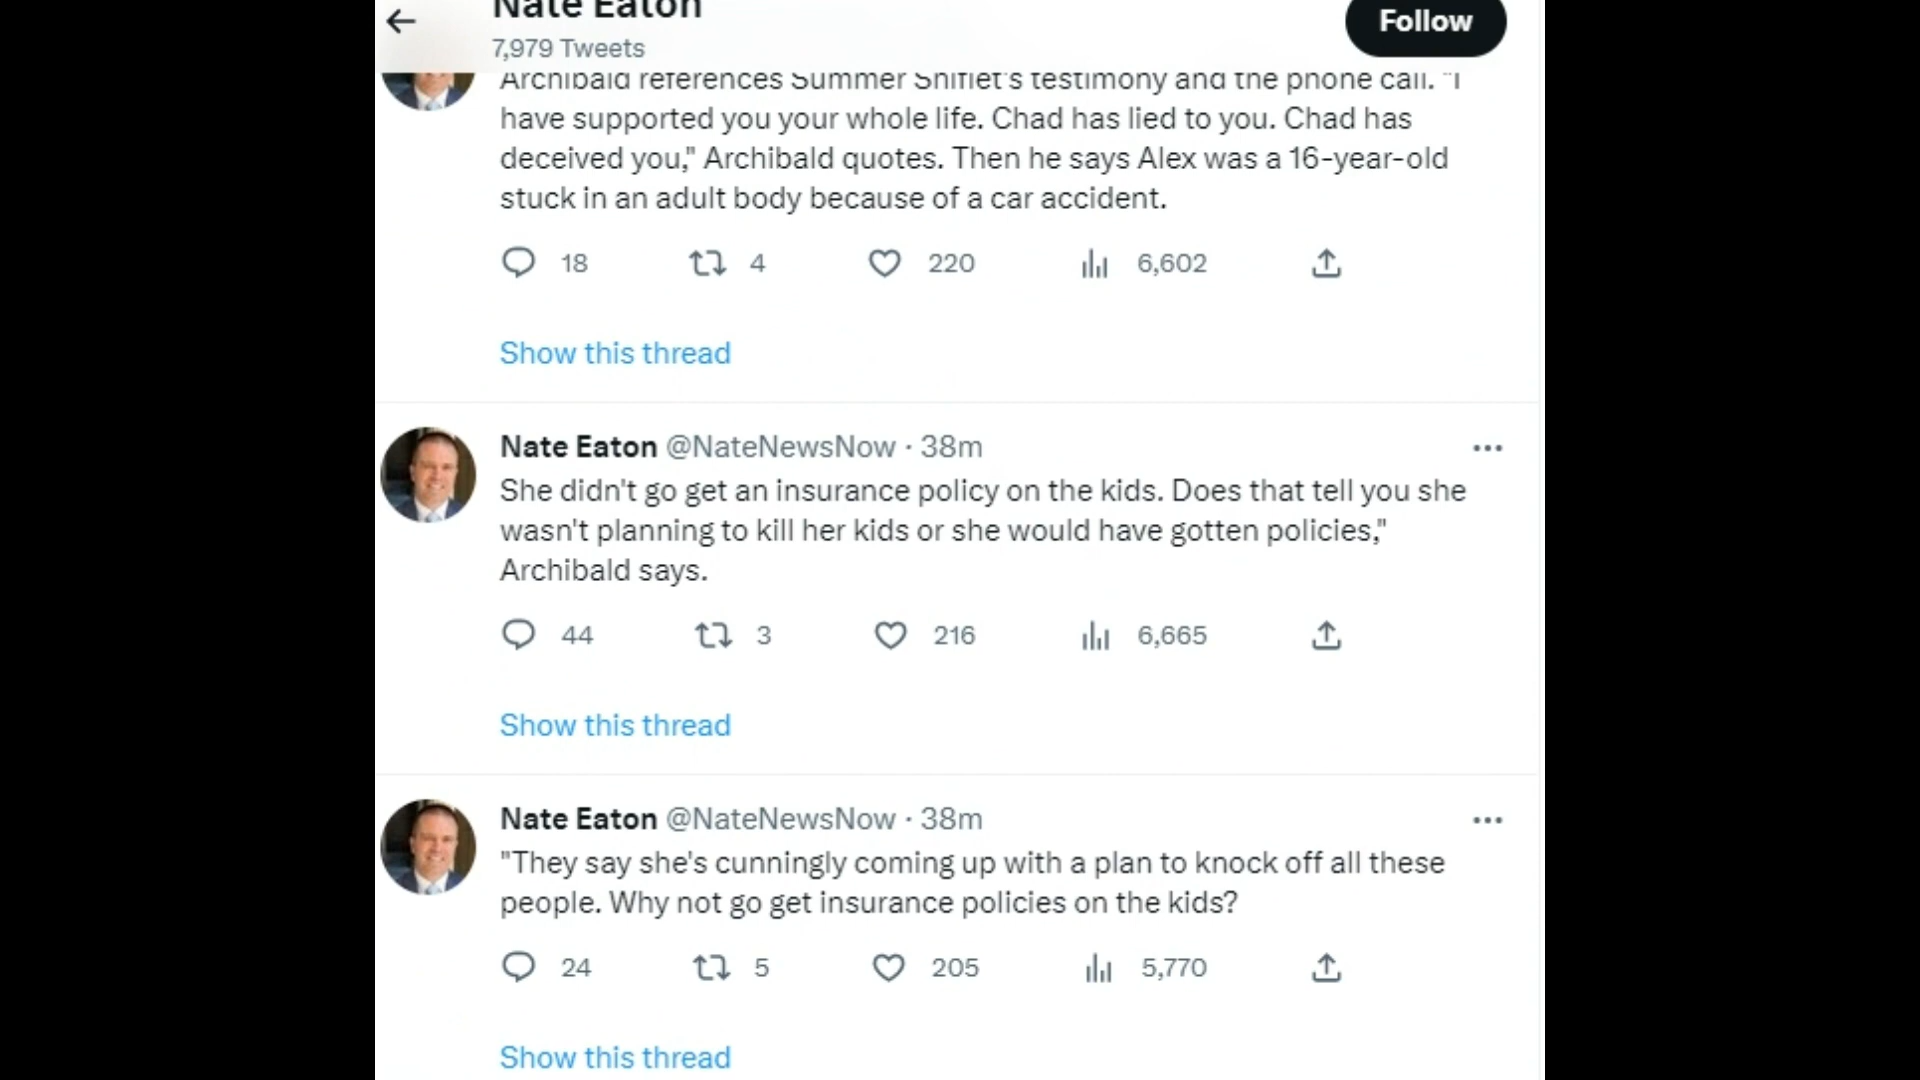 Nate Eaton
7,979 Tweets
Follow
Archibald references Summer Shiflet's testimony and the phone call. "I
have supported you your whole life. Chad has lied to you. Chad has
deceived you," Archibald quotes. Then he says Alex was a 16-year-old
stuck in an adult body because of a car accident.
18 4 220 6,602
Show this thread
Nate Eaton @NateNewsNow · 38m
She didn't go get an insurance policy on the kids. Does that tell you she
wasn't planning to kill her kids or she would have gotten policies,"
Archibald says.
44 3 216 6,665
Show this thread
Nate Eaton @NateNewsNow · 38m
"They say she's cunningly coming up with a plan to knock off all these
people. Why not go get insurance policies on the kids?
24 5 205 5,770
Show this thread